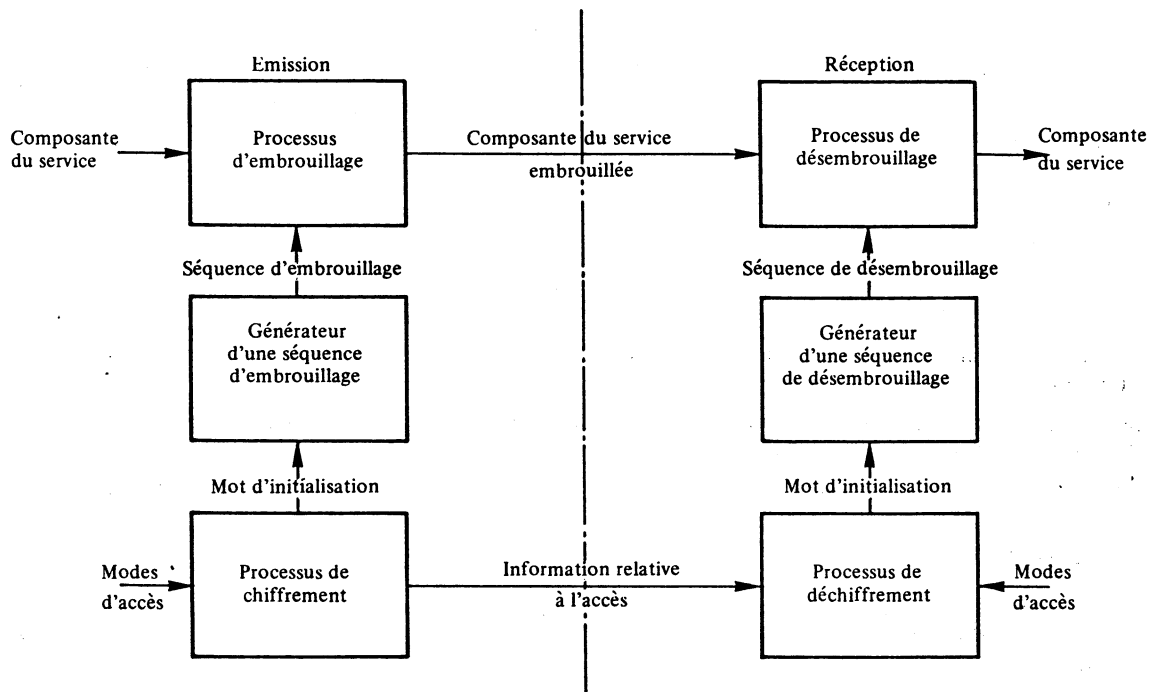 Emission
Réception
Composante
du service
Processus
d'embrouillage
Composante du service
embrouillée
Processus de
désembrouillage
Composante
du service
Séquence d'embrouillage
Séquence de désembrouillage
Générateur
d'une séquence
d'embrouillage
Générateur
d'une séquence
de désembrouillage
Mot d'initialisation
Mot d'initialisation
Modes
d'accès
Processus de
chiffrement
Information relative
à l'accès
Processus de
déchiffrement
Modes
d'accès